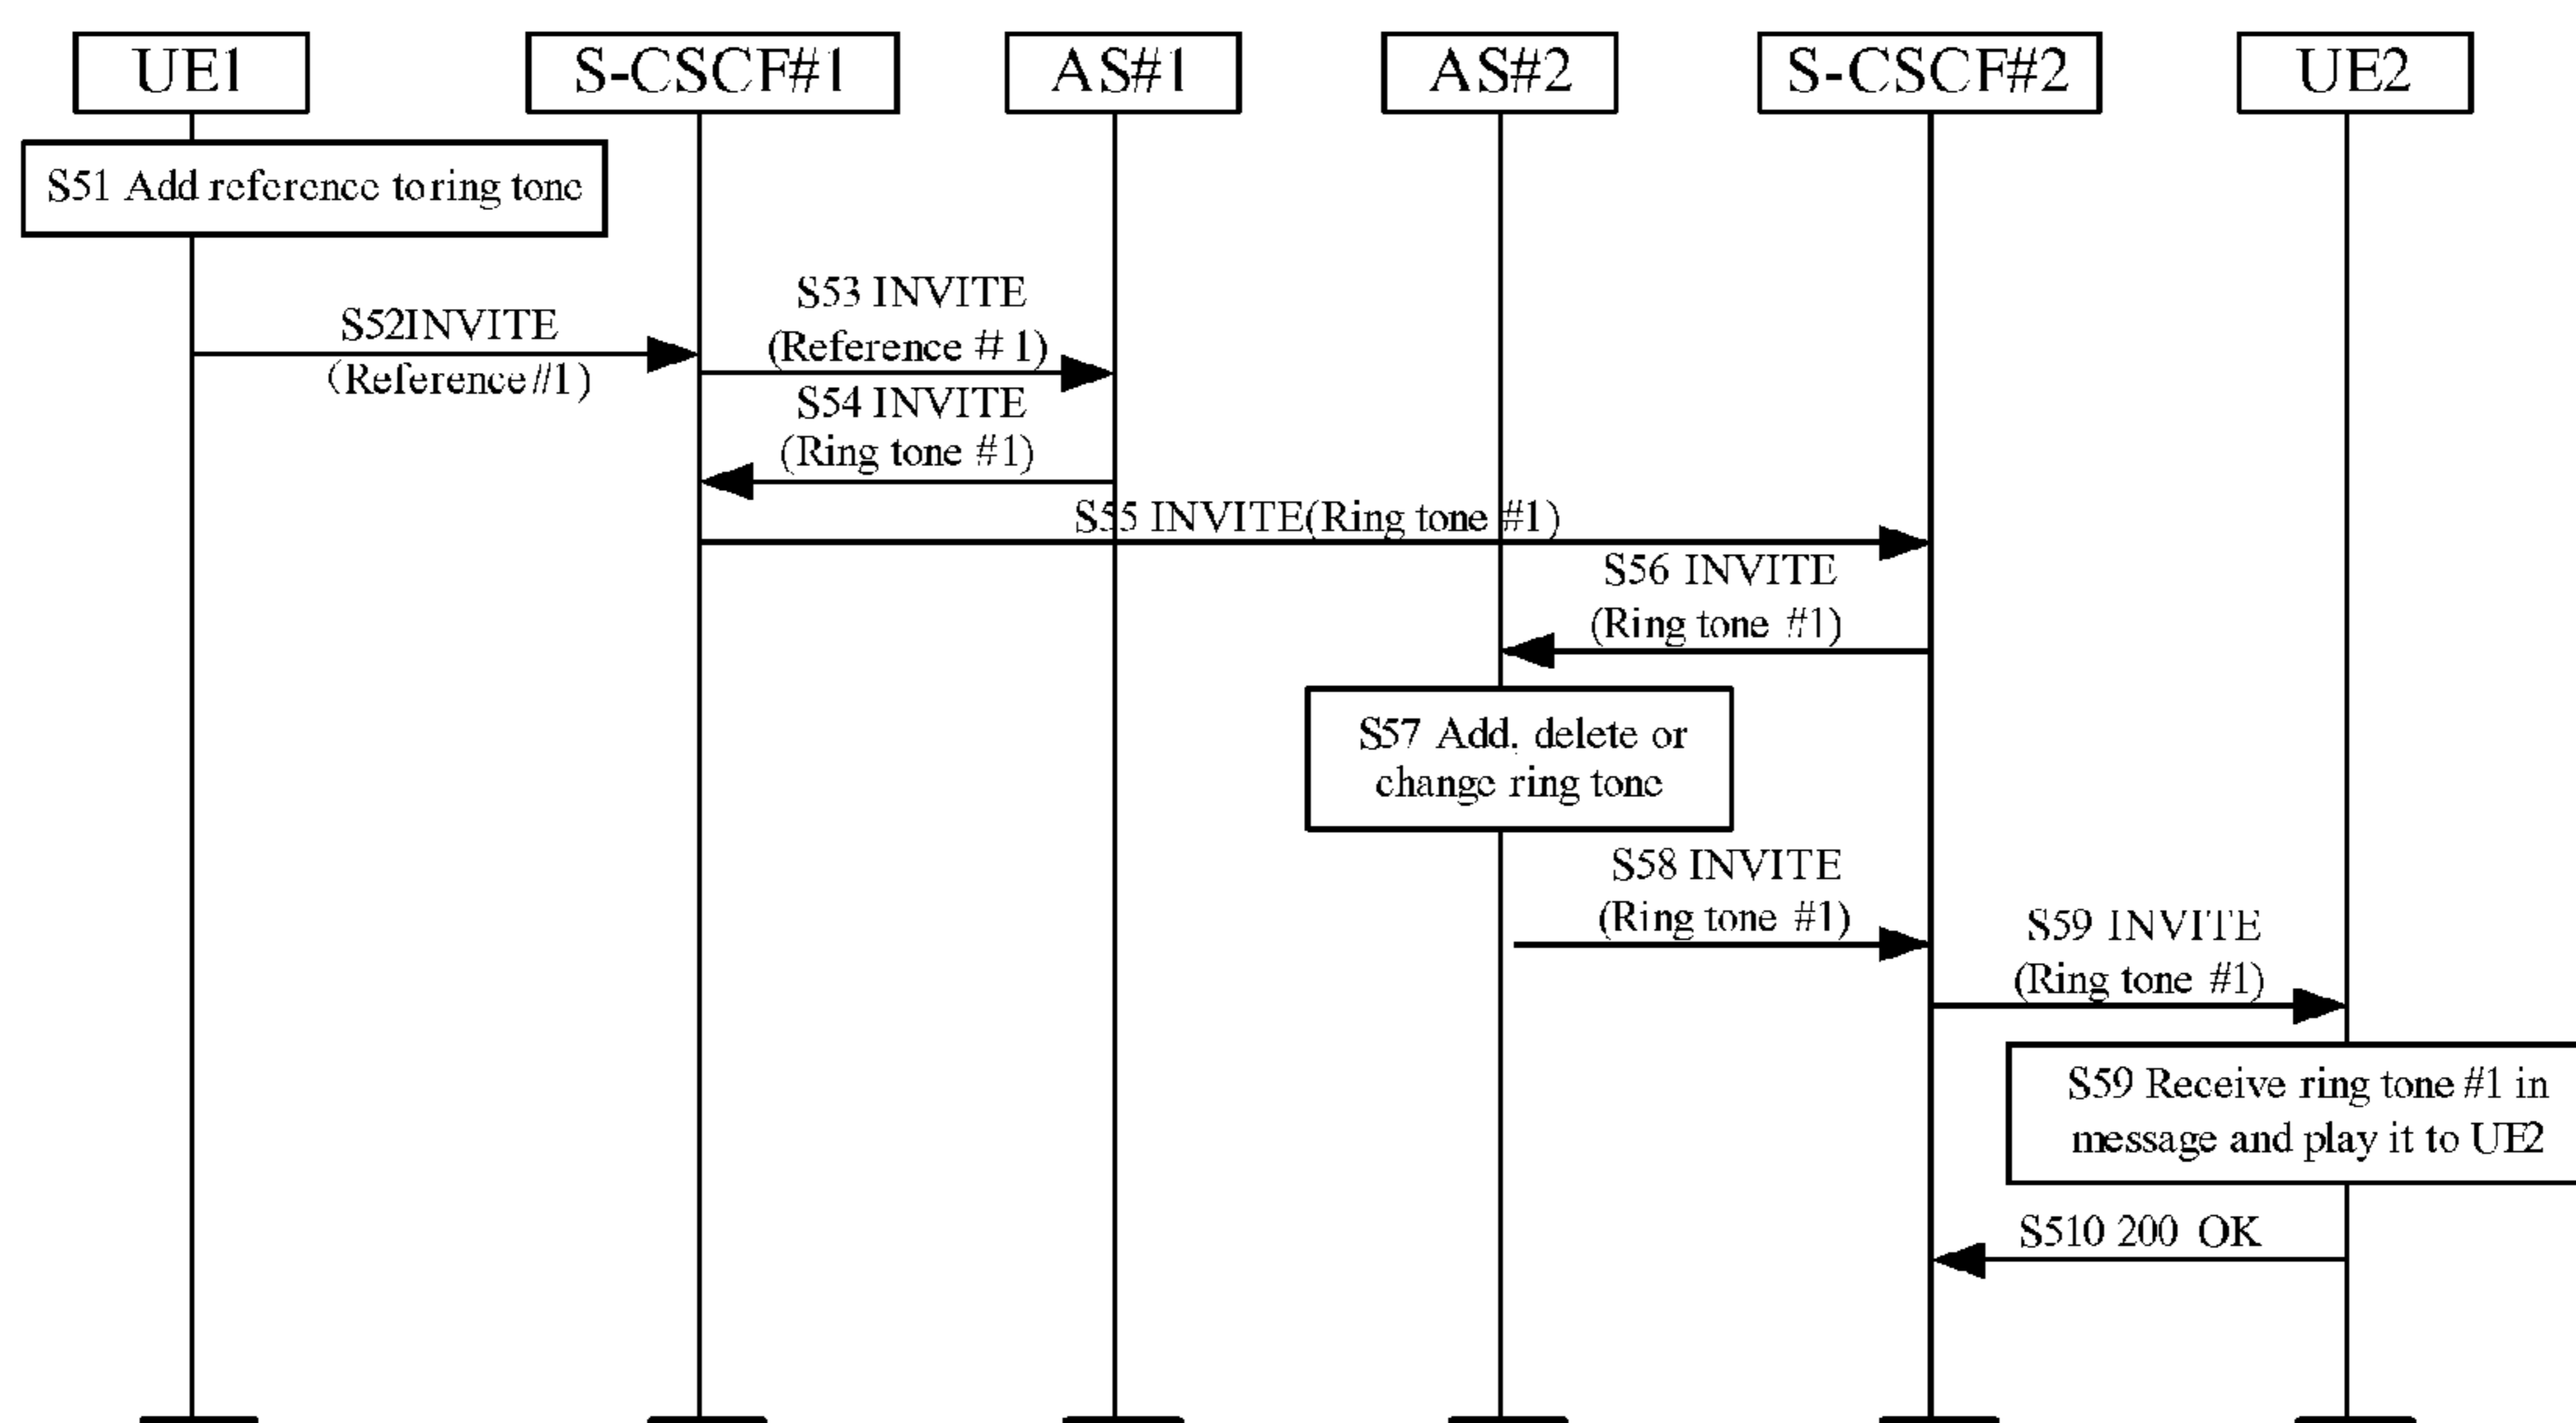 UE1
S-CSCF#1
AS#1
AS#2
S-CSCF#2
UE2
S51 Add reference to ring tone
S52INVITE
(Reference#1)
S53 INVITE
(Reference # 1)
S54 INVITE
(Ring tone #1)
S55 INVITE(Ring tone #1)
S56 INVITE
(Ring tone #1)
S57 Add, delete or
change ring tone
S58 INVITE
(Ring tone #1)
S59 INVITE
(Ring tone #1)
S59 Receive ring tone #1 in
message and play it to UE2
S510 200 OK